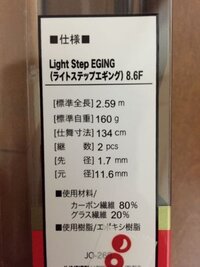 ■仕様■
Light Step EGING
(ライトステップエギング) 8.6F
[標準全長] 2.59 m
[標準自重] 160 g
[仕舞寸法] 134 cm
[継　数] 2 pcs
[先　径] 1.7 mm
[元　径] 11.6 mm
■使用材料/
カーボン繊維 80%
グラス繊維 20%
■使用樹脂/エポキシ樹脂